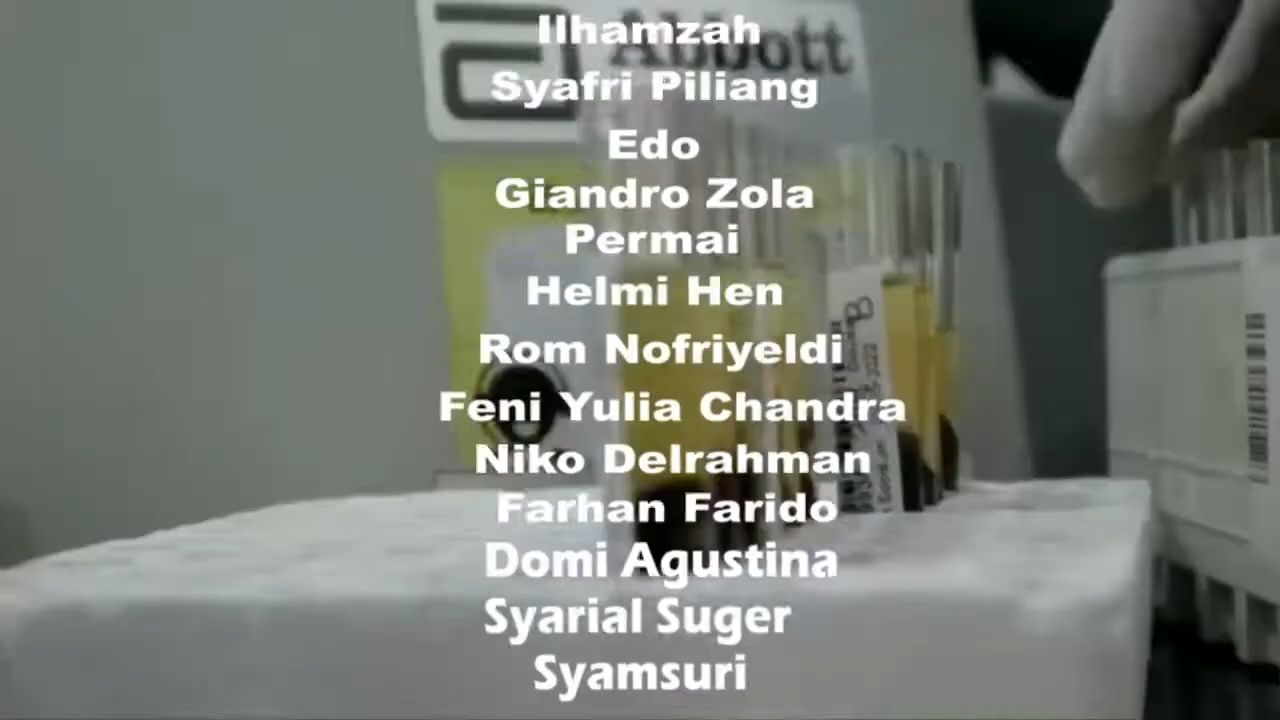 Abbott
Ilhamzah
Syafri Piliang
Edo
Giandro Zola
Permai
Helmi Hen
Rom Nofriyeldi
Feni Yulia Chandra
Niko Delrahman
Farhan Farido
Domi Agustina
Syarial Suger
Syamsuri